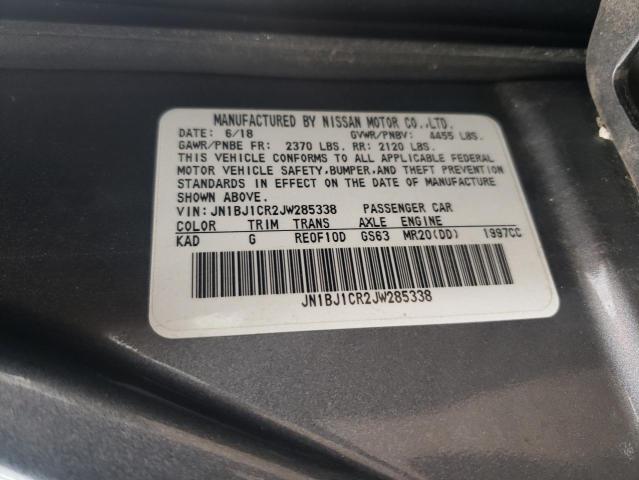 MANUFACTURED BY NISSAN MOTOR CO.,LTD.
DATE: 6/18 GVWR/PNBV: 4455 LBS.
GAWR/PNBE FR: 2370 LBS. RR: 2120 LBS.
THIS VEHICLE CONFORMS TO ALL APPLICABLE FEDERAL
MOTOR VEHICLE SAFETY,BUMPER,AND THEFT PREVENTION
STANDARDS IN EFFECT ON THE DATE OF MANUFACTURE
SHOWN ABOVE.
VIN: JN1BJ1CR2JW285338 PASSENGER CAR
COLOR TRIM TRANS AXLE ENGINE
KAD G RE0F10D GS63 MR20(DD) 1997CC
JN1BJ1CR2JW285338